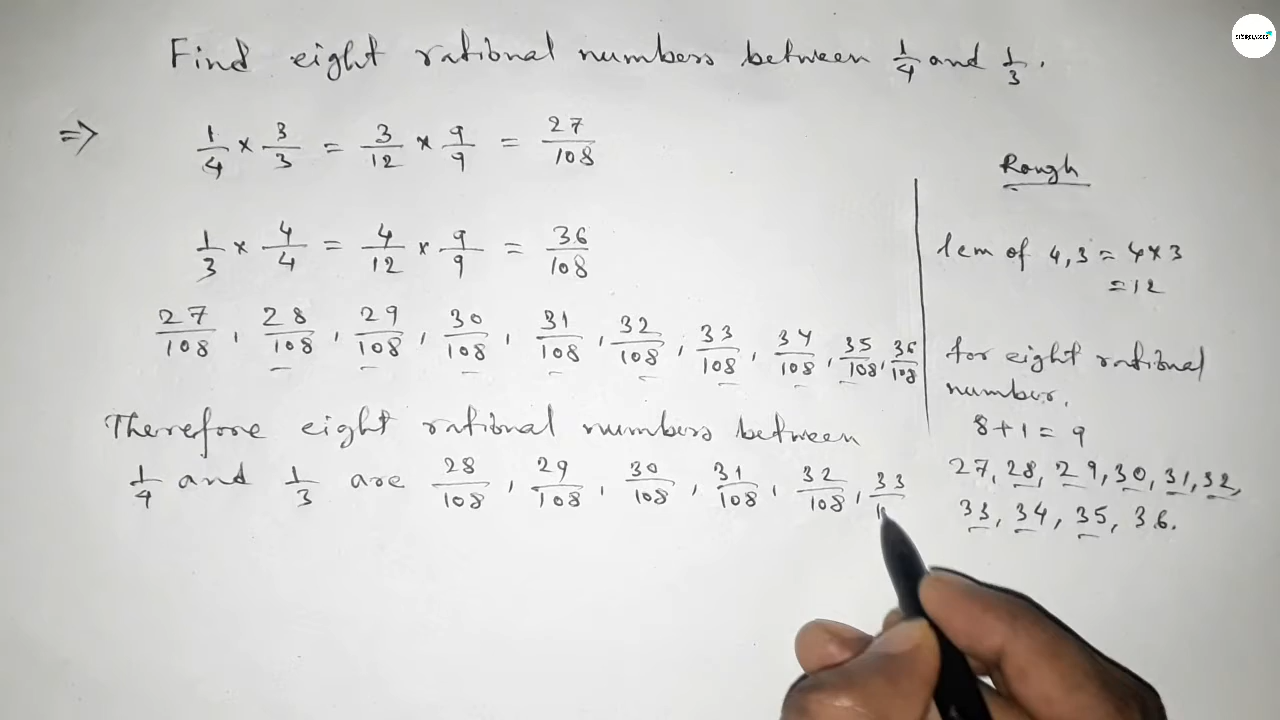 Find eight rational numbers between 1/4 and 1/3.
=> 1/4 × 3/3 = 3/12 × 9/9 = 27/108
1/3 × 4/4 = 4/12 × 9/9 = 36/108
27/108, 28/108, 29/108, 30/108, 31/108, 32/108, 33/108, 34/108, 35/108, 36/108
Therefore eight rational numbers between
1/4 and 1/3 are 28/108, 29/108, 30/108, 31/108, 32/108, 33/1
Rough
lcm of 4,3 = 4×3
=12
for eight rational
number.
8+1=9
27, 28, 29, 30, 31, 32,
33, 34, 35, 36.